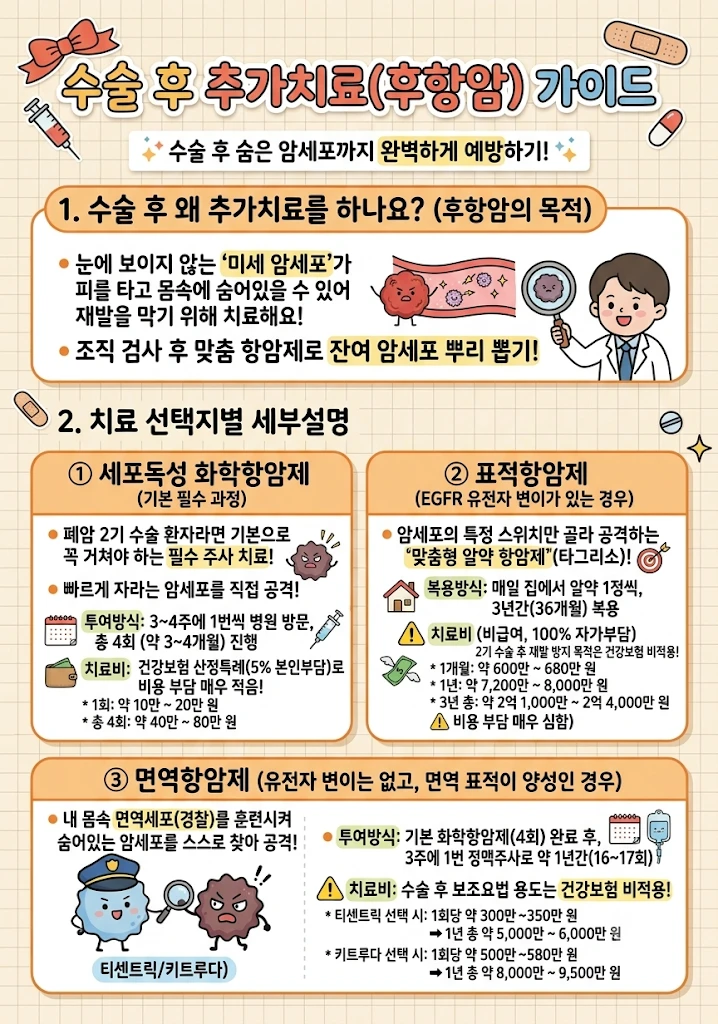 수술 후 추가치료(후항암) 가이드
수술 후 숨은 암세포까지 완벽하게 예방하기!
1. 수술 후 왜 추가치료를 하나요? (후항암의 목적)
• 눈에 보이지 않는 ‘미세 암세포’가
피를 타고 몸속에 숨어있을 수 있어
재발을 막기 위해 치료해요!
• 조직 검사 후 맞춤 항암제로 잔여 암세포 뿌리 뽑기!
2. 치료 선택지별 세부설명
① 세포독성 화학항암제
(기본 필수 과정)
• 폐암 2기 수술 환자라면 기본으로
꼭 거쳐야 하는 필수 주사 치료!
• 빠르게 자라는 암세포를 직접 공격!
투여방식: 3~4주에 1번씩 병원 방문,
총 4회 (약 3~4개월) 진행
치료비: 건강보험 산정특례(5% 본인부담)로
비용 부담 매우 적음!
* 1회: 약 10만 ~ 20만 원
* 총 4회: 약 40만 ~ 80만 원
② 표적항암제
(EGFR 유전자 변이가 있는 경우)
• 암세포의 특정 스위치만 골라 공격하는
“맞춤형 알약 항암제”(타그리소)!
복용방식: 매일 집에서 알약 1정씩,
3년간(36개월) 복용
치료비 (비급여, 100% 자가부담)
2기 수술 후 재발 방지 목적은 건강보험 비적용!
* 1개월: 약 600만 ~ 680만 원
* 1년: 약 7,200만 ~ 8,000만 원
* 3년 총: 약 2억 1,000만 ~ 2억 4,000만 원
비용 부담 매우 심함)
③ 면역항암제 (유전자 변이는 없고, 면역 표적이 양성인 경우)
• 내 몸속 면역세포(경찰)를 훈련시켜
숨어있는 암세포를 스스로 찾아 공격!
티센트릭/키트루다)
• 투여방식: 기본 화학항암제(4회) 완료 후,
3주에 1번 정맥주사로 약 1년간(16~17회)
치료비: 수술 후 보조요법 용도는 건강보험 비적용!
* 티센트릭 선택 시: 1회당 약 300만~350만 원
➡ 1년 총 약 5,000만 ~ 6,000만 원
* 키트루다 선택 시: 1회당 약 500만~580만 원
➡ 1년 총 약 8,000만 ~ 9,500만 원